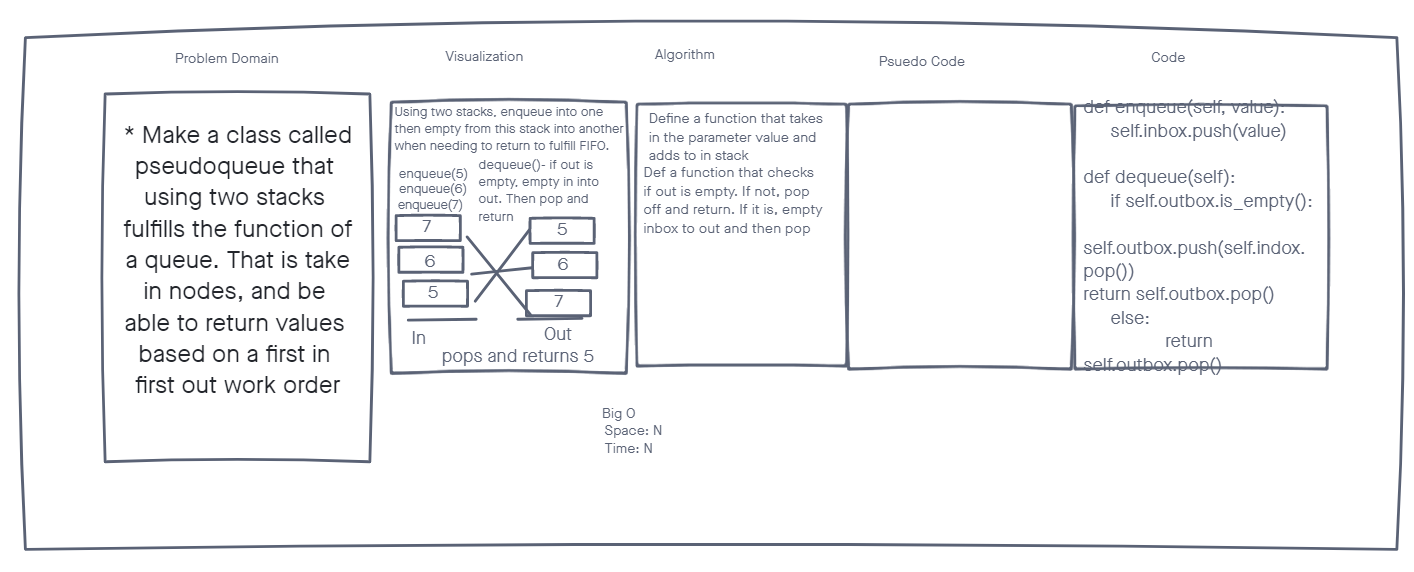 Problem Domain
Visualization
Algorithm
Psuedo Code
Code
* Make a class called
pseudoqueue that
using two stacks
fulfills the function of
a queue. That is take
in nodes, and be
able to return values
based on a first in
first out work order
Using two stacks, enqueue into one
then empty from this stack into another
when needing to return to fulfill FIFO.
enqueue(5)
enqueue(6)
enqueue(7)
dequeue()- if out is
empty, empty in into
out. Then pop and
return
7
6
5
5
6
7
In
Out
pops and returns 5
Define a function that takes
in the parameter value and
adds to in stack
Def a function that checks
if out is empty. If not, pop
off and return. If it is, empty
inbox to out and then pop
def enqueue(self, value):
self.inbox.push(value)
def dequeue(self):
if self.outbox.is_empty():
self.outbox.push(self.indox.
pop())
return self.outbox.pop()
else:
return
self.outbox.pop()
Big O
Space: N
Time: N